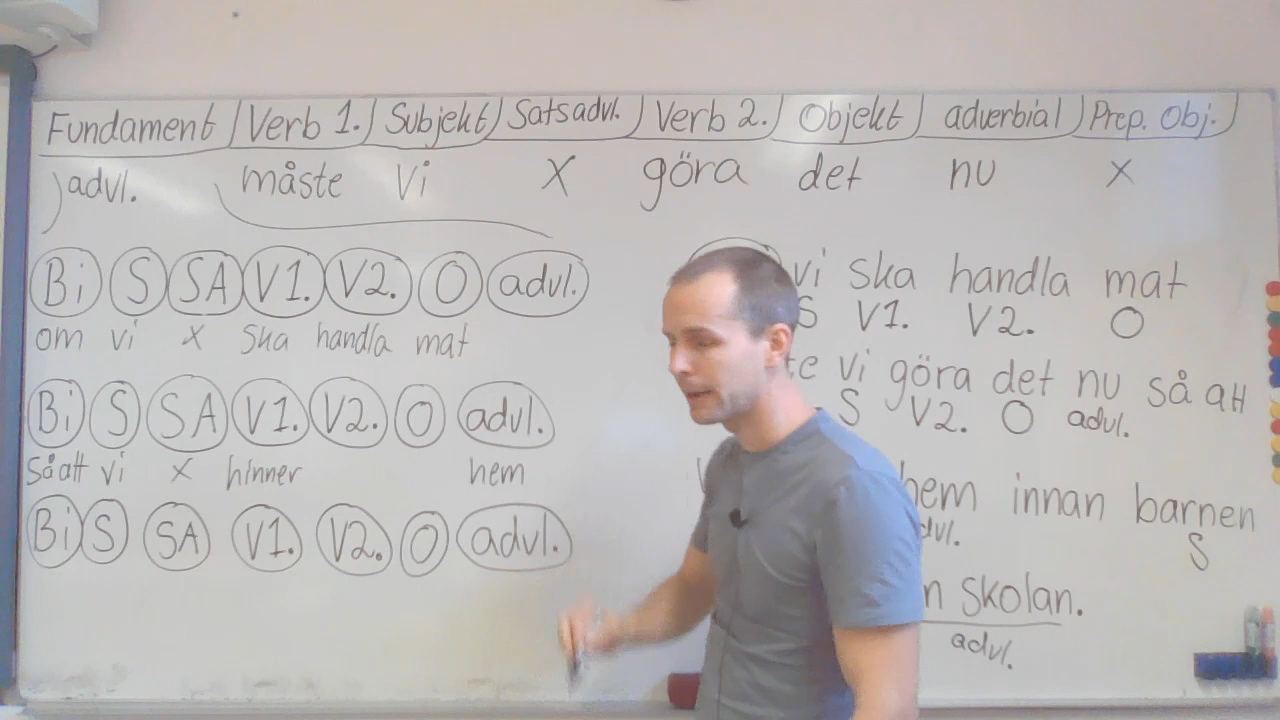 Fundament Verb 1. Subjekt Satsadvl. Verb 2. Objekt adverbial Prep. Obj.
advl. måste vi X göra det nu X
Bi S SA V1. V2. O advl.
om vi X ska handla mat
Bi S SA V1. V2. O advl.
så att vi X hinner hem
Bi S SA V1. V2. O advl.
vi ska handla mat
S V1. V2. O
te vi göra det nu så att
S V2. O advl.
hem innan barnen
advl. S
n skolan.
advl.